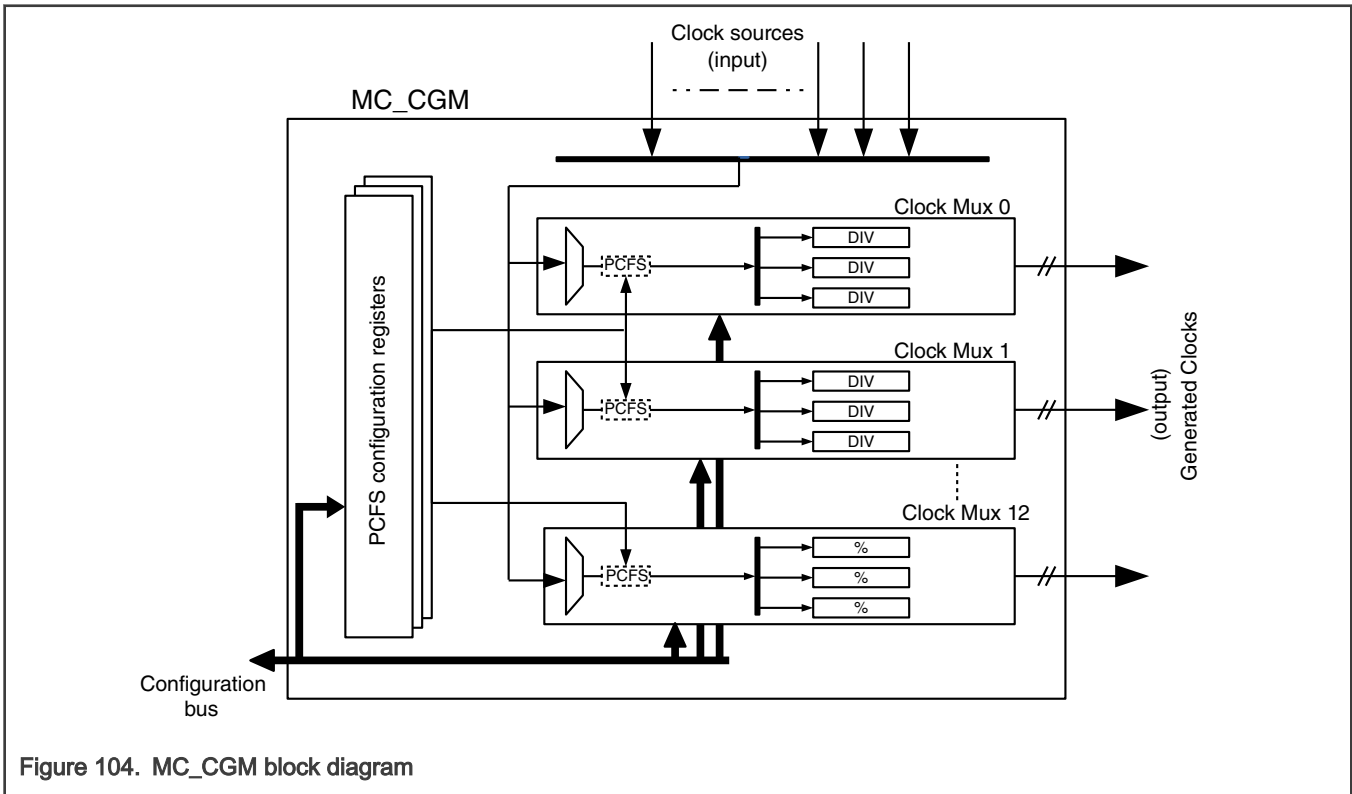 Clock sources
(input)
MC_CGM
PCFS configuration registers
Clock Mux 0
PCFS
DIV
DIV
DIV
Clock Mux 1
PCFS
DIV
DIV
DIV
Clock Mux 12
PCFS
%
%
%
(output)
Generated Clocks
Configuration
bus
Figure 104. MC_CGM block diagram